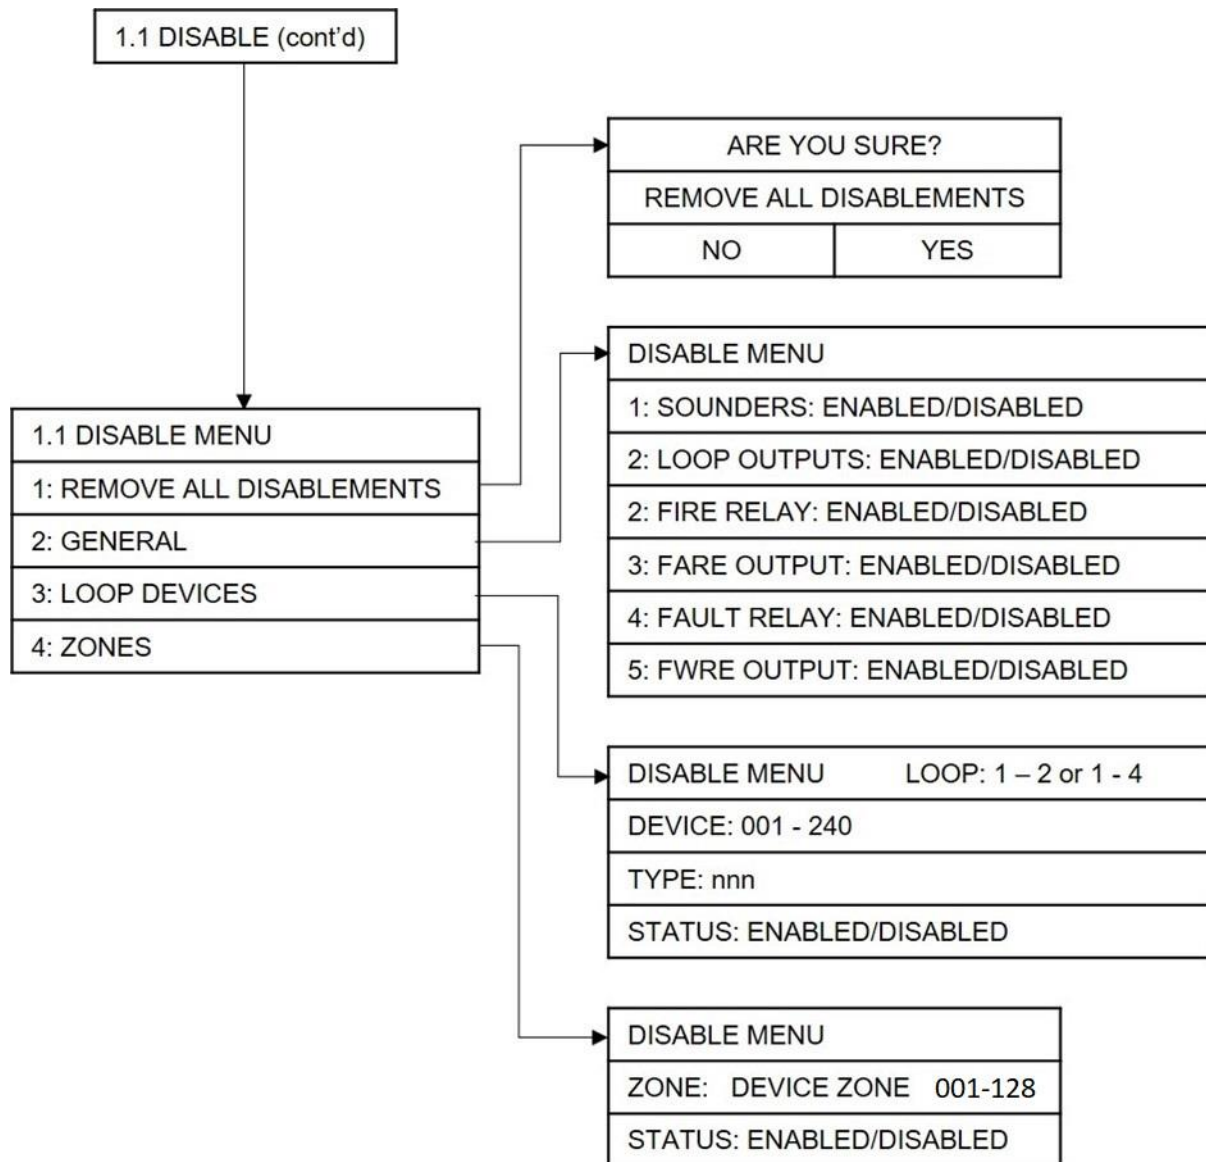 1.1 DISABLE (cont’d)
ARE YOU SURE?
REMOVE ALL DISABLEMENTS
NO YES
DISABLE MENU
1: SOUNDERS: ENABLED/DISABLED
2: LOOP OUTPUTS: ENABLED/DISABLED
2: FIRE RELAY: ENABLED/DISABLED
3: FARE OUTPUT: ENABLED/DISABLED
4: FAULT RELAY: ENABLED/DISABLED
5: FWRE OUTPUT: ENABLED/DISABLED
1.1 DISABLE MENU
1: REMOVE ALL DISABLEMENTS
2: GENERAL
3: LOOP DEVICES
4: ZONES
DISABLE MENU LOOP: 1 – 2 or 1 - 4
DEVICE: 001 - 240
TYPE: nnn
STATUS: ENABLED/DISABLED
DISABLE MENU
ZONE: DEVICE ZONE 001-128
STATUS: ENABLED/DISABLED